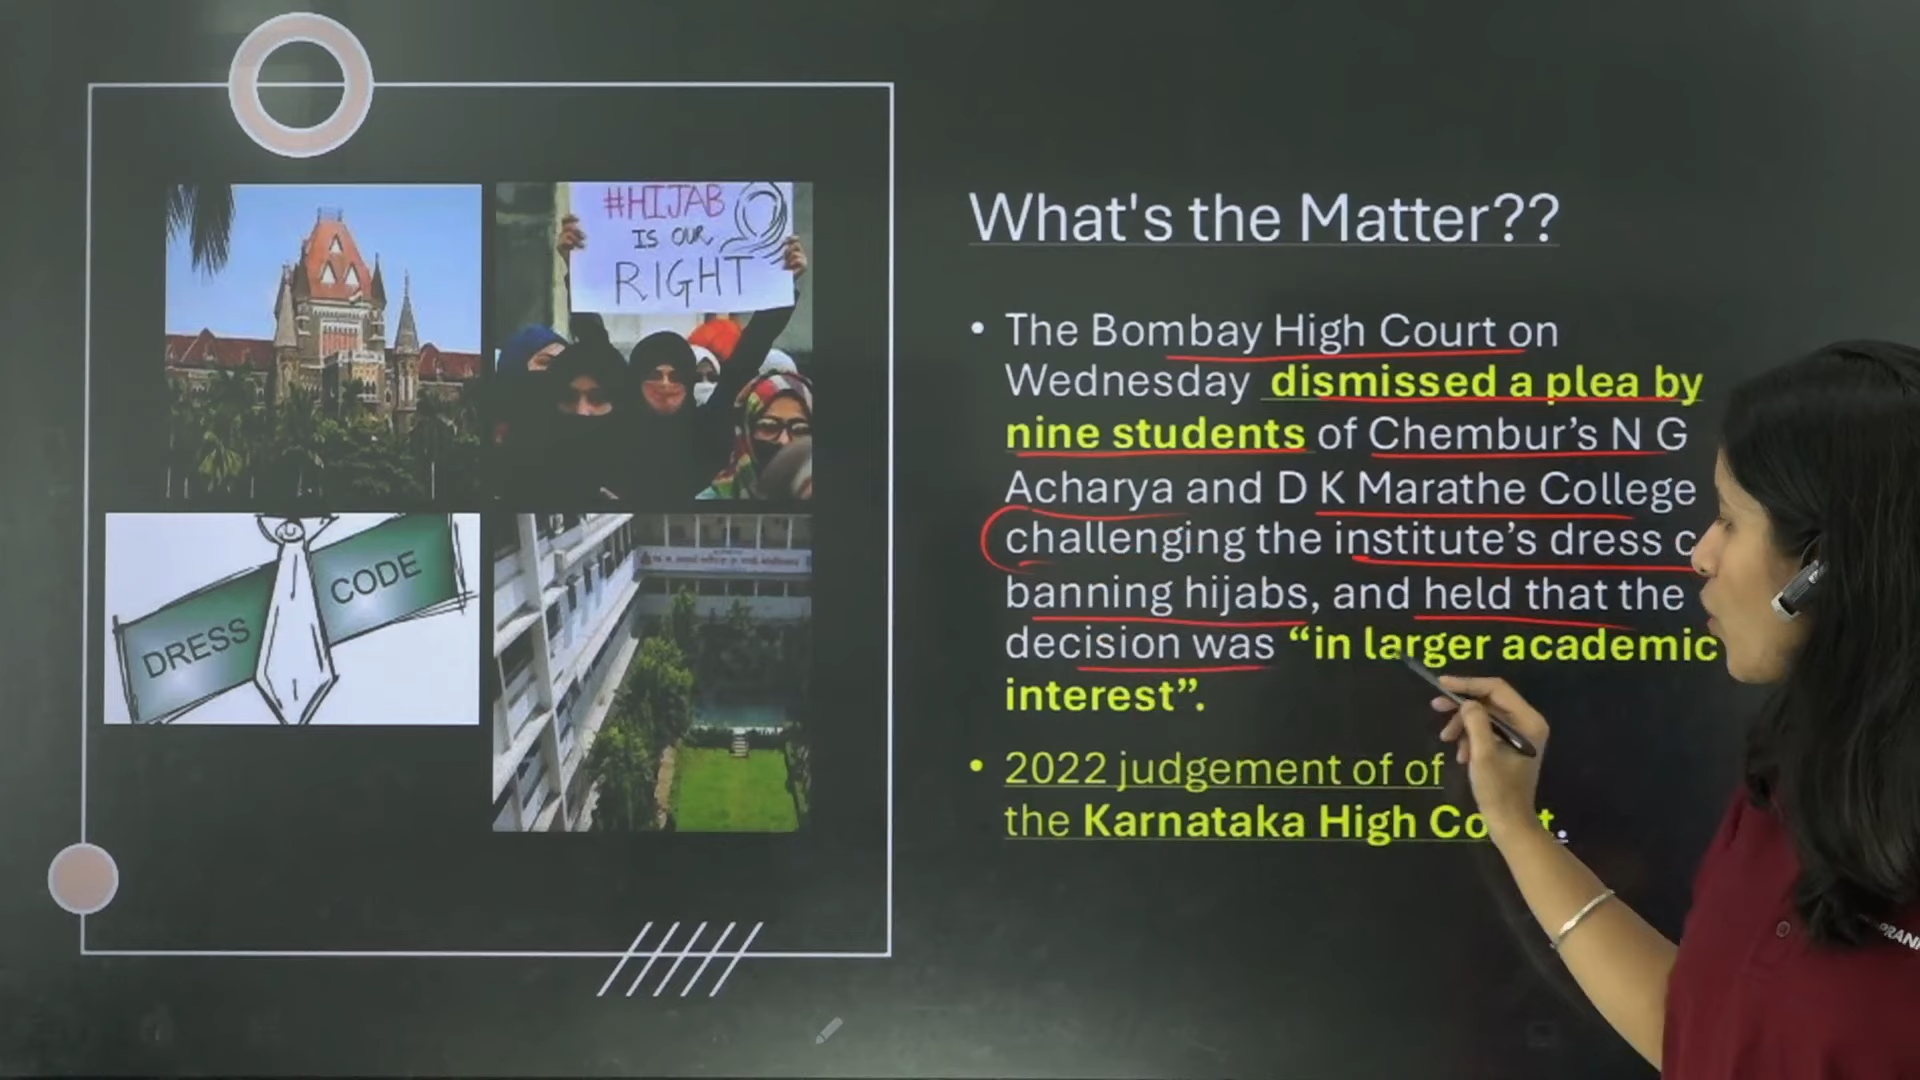 #HIJAB
IS OUR
RIGHT
DRESS
CODE
What's the Matter??
• The Bombay High Court on
Wednesday dismissed a plea by
nine students of Chembur’s N G
Acharya and D K Marathe College
challenging the institute’s dress c
banning hijabs, and held that the
decision was “in larger academic
interest”.
• 2022 judgement of of
the Karnataka High Co t.